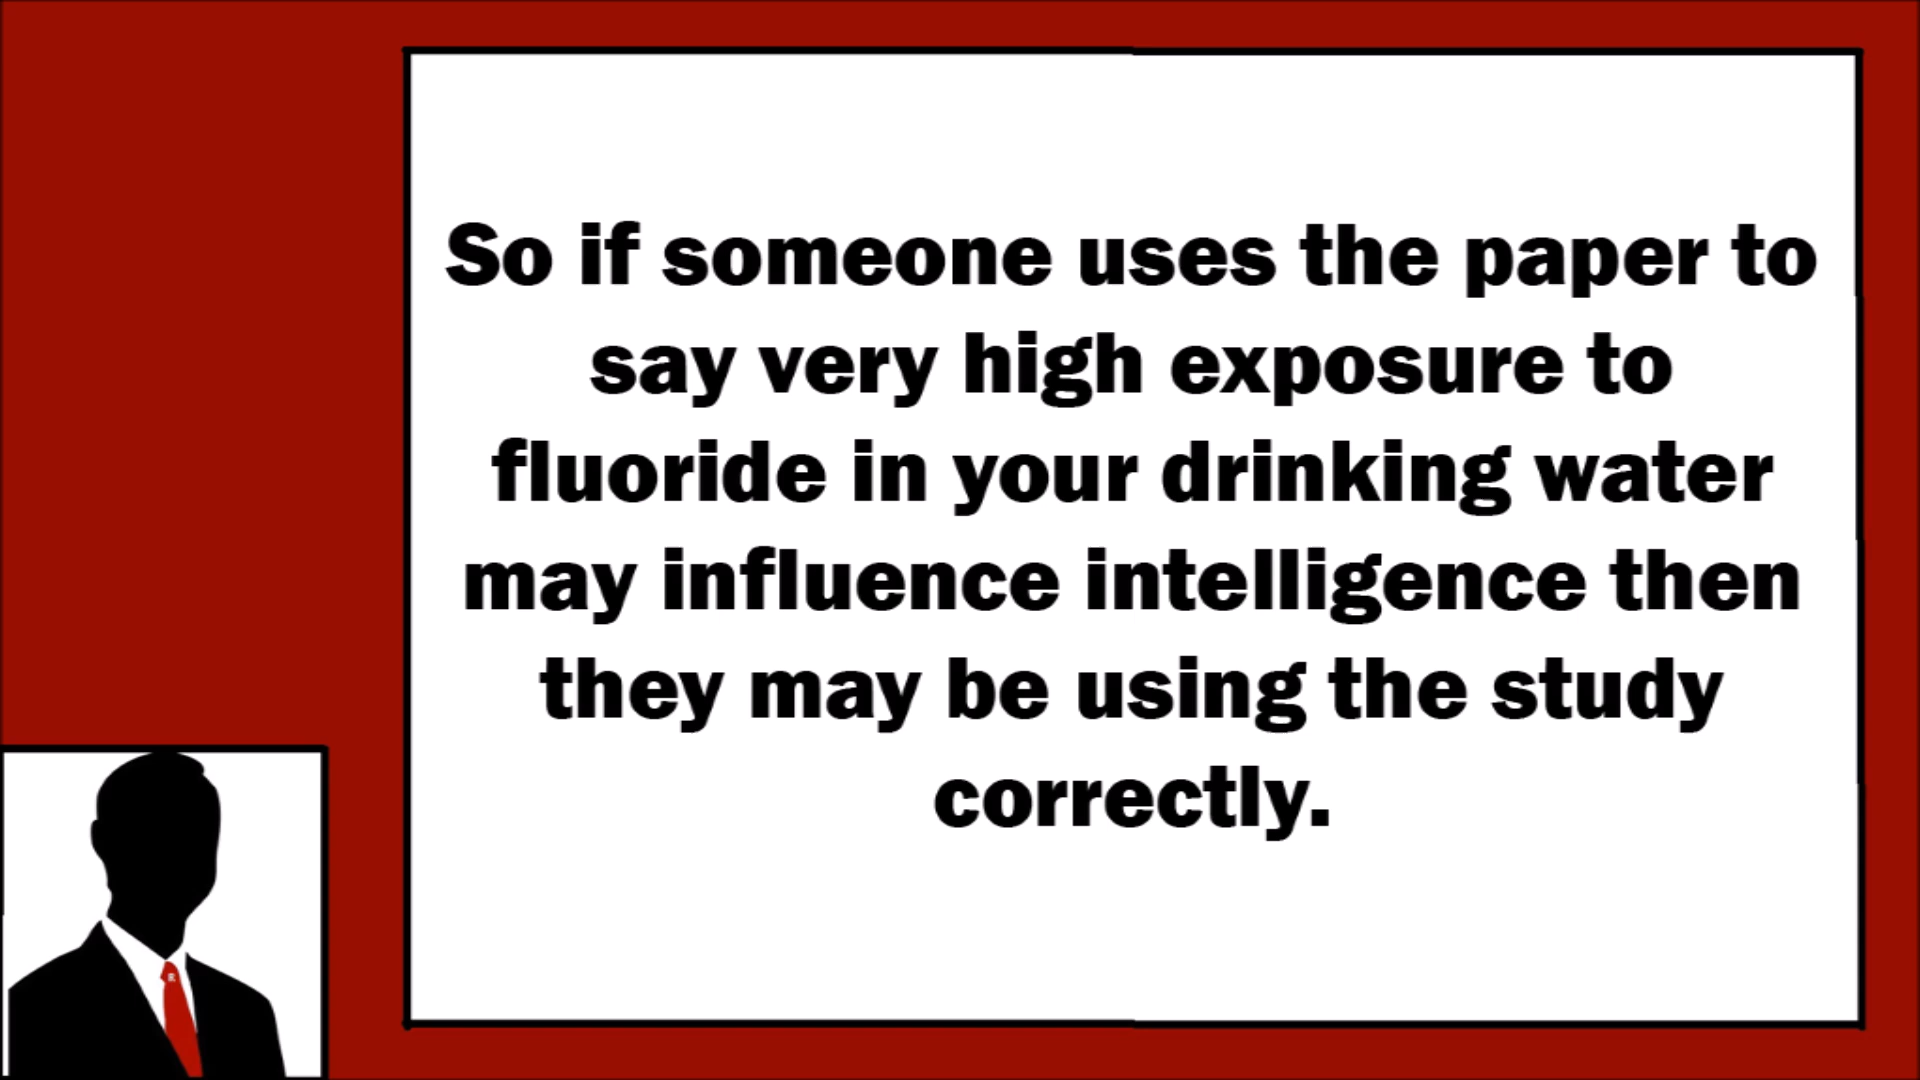 So if someone uses the paper to
say very high exposure to
fluoride in your drinking water
may influence intelligence then
they may be using the study
correctly.